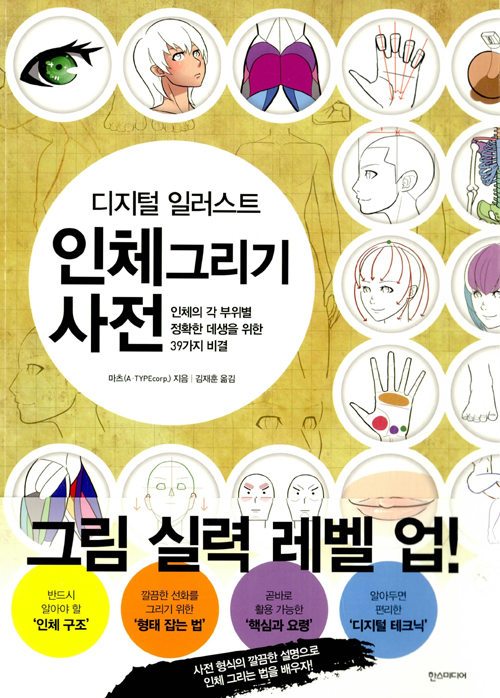 디지털 일러스트
인체그리기
사전
인체의 각 부위별
정확한 데생을 위한
39가지 비결
마츠(A·TYPEcorp.) 지음 | 김재훈 옮김
그림 실력 레벨 업!
반드시
알아야 할
‘인체 구조’
깔끔한 선화를
그리기 위한
‘형태 잡는 법’
곧바로
활용 가능한
‘핵심과 요령’
알아두면
편리한
‘디지털 테크닉’
사전 형식의 깔끔한 설명으로
인체 그리는 법을 배우자!
한스미디어